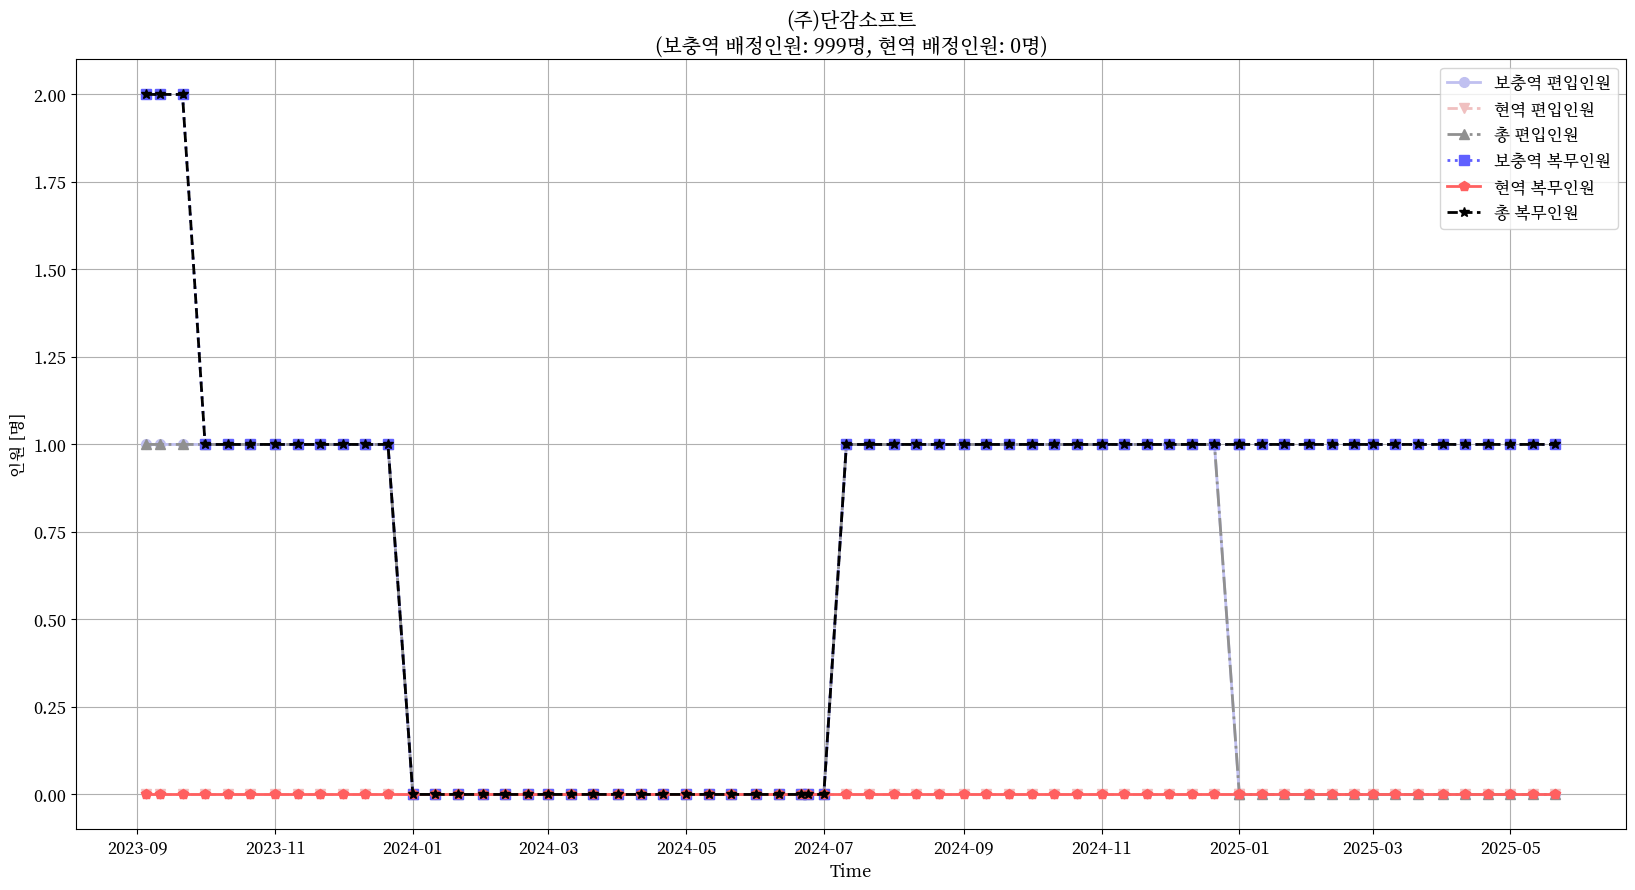 (주)단감소프트
(보충역 배정인원: 999명, 현역 배정인원: 0명)
보충역 편입인원
현역 편입인원
총 편입인원
보충역 복무인원
현역 복무인원
총 복무인원
인원 [명]
2.00
1.75
1.50
1.25
1.00
0.75
0.50
0.25
0.00
2023-09
2023-11
2024-01
2024-03
2024-05
2024-07
2024-09
2024-11
2025-01
2025-03
2025-05
Time